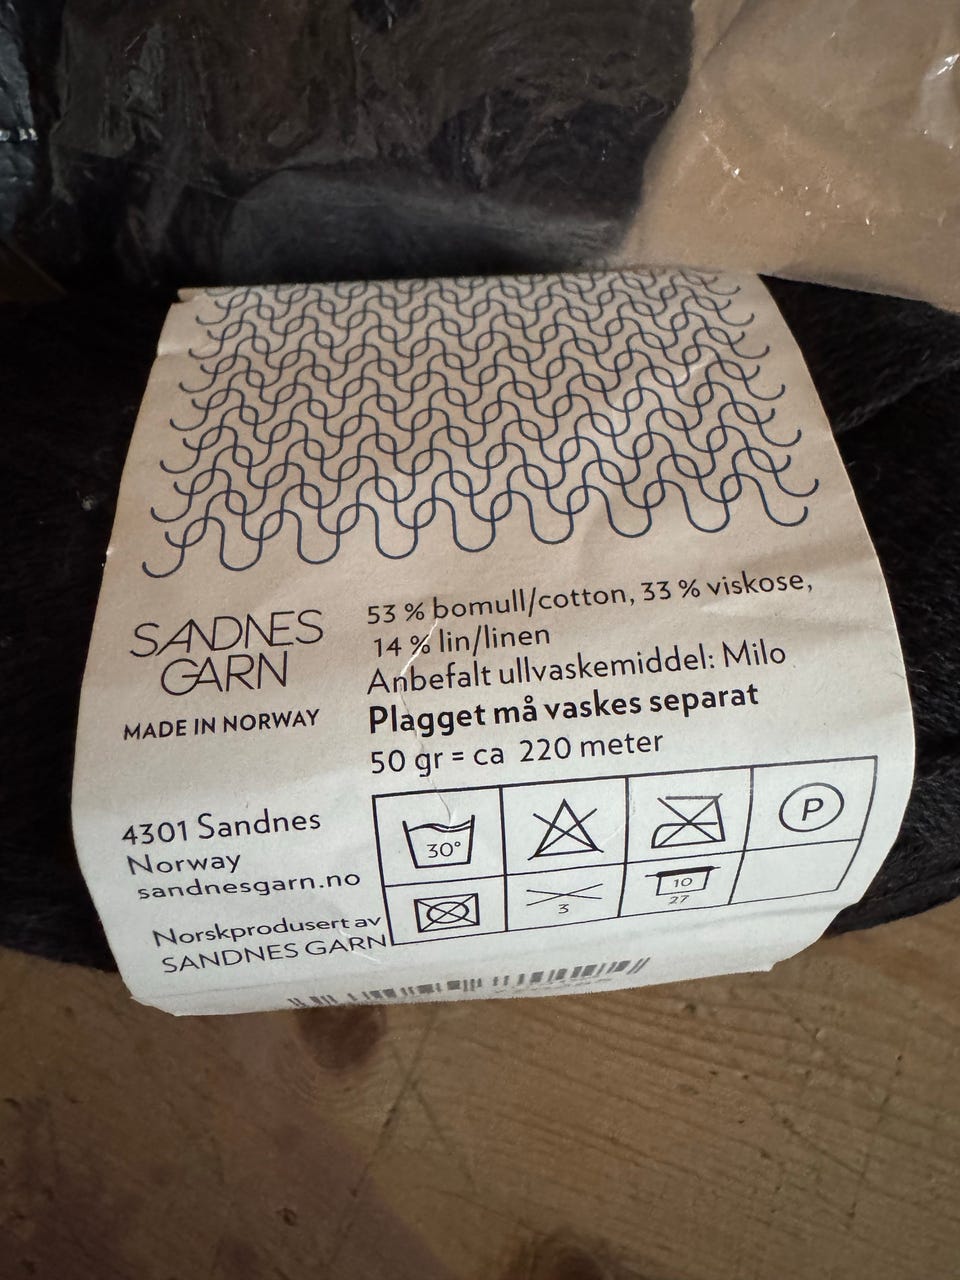 SANDNES
GARN
MADE IN NORWAY
53 % bomull/cotton, 33 % viskose,
14 % lin/linen
Anbefalt ullvaskemiddel: Milo
Plagget må vaskes separat
50 gr = ca 220 meter
4301 Sandnes
Norway
sandnesgarn.no
Norskprodusert av
SANDNES GARN
30°
P
3
10
27